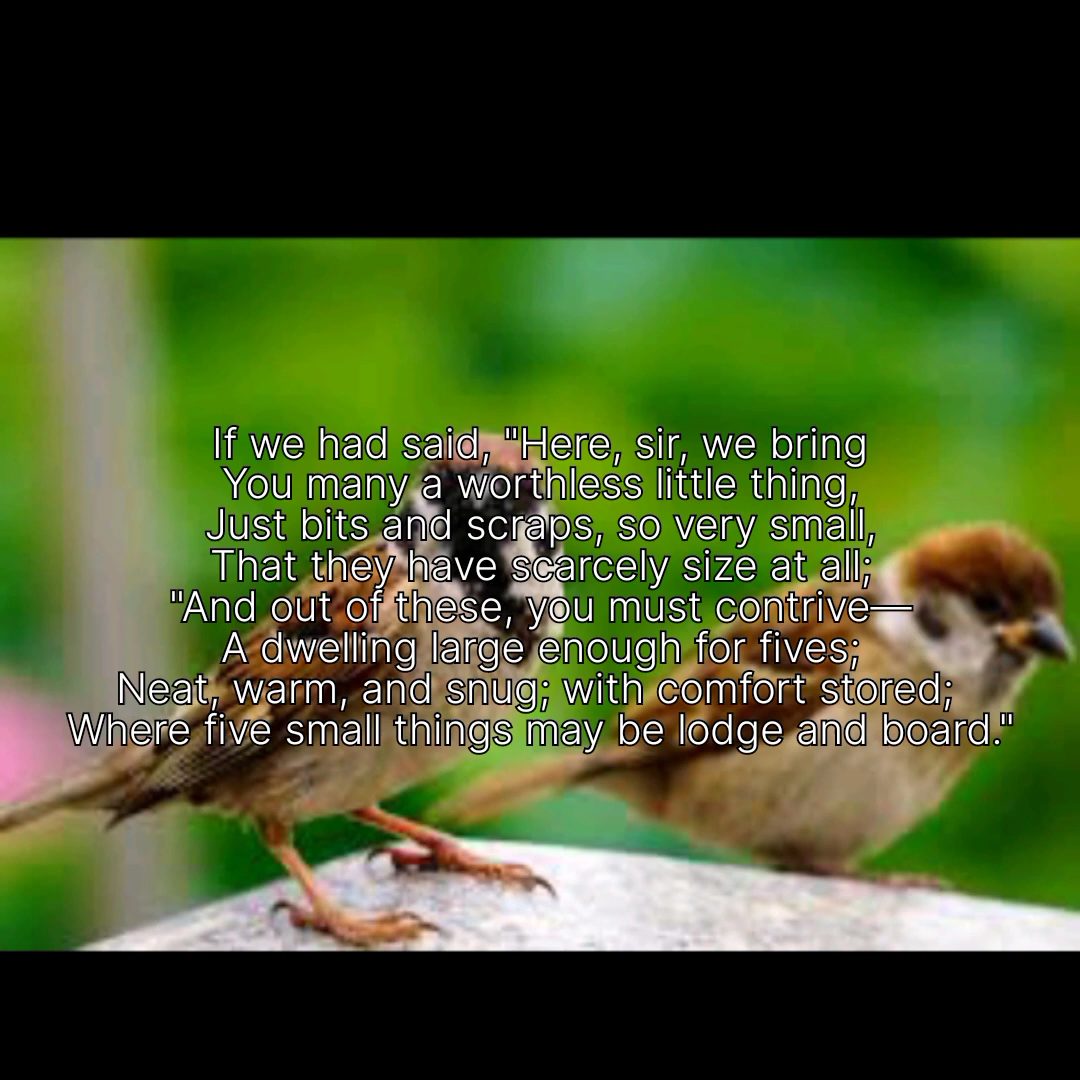 If we had said, "Here, sir, we bring
You many a worthless little thing,
Just bits and scraps, so very small,
That they have scarcely size at all;
"And out of these, you must contrive—
A dwelling large enough for fives;
Neat, warm, and snug; with comfort stored;
Where five small things may be lodge and board."